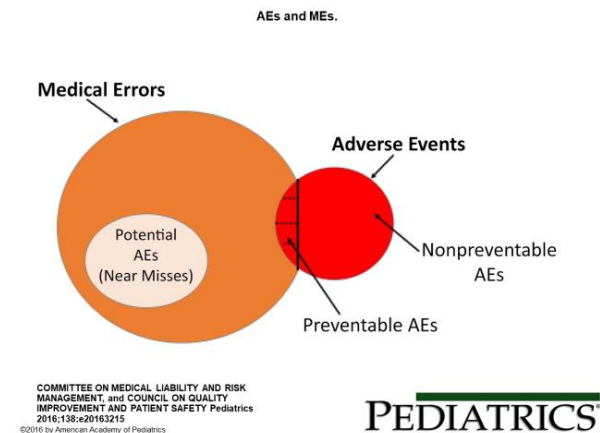 AEs and MEs.
Medical Errors
Adverse Events
Potential
AEs
(Near Misses)
Nonpreventable
AEs
Preventable AEs
COMMITTEE ON MEDICAL LIABILITY AND RISK
MANAGEMENT, and COUNCIL ON QUALITY
IMPROVEMENT AND PATIENT SAFETY Pediatrics
2016;138:e20163215
©2016 by American Academy of Pediatrics
PEDIATRICS®